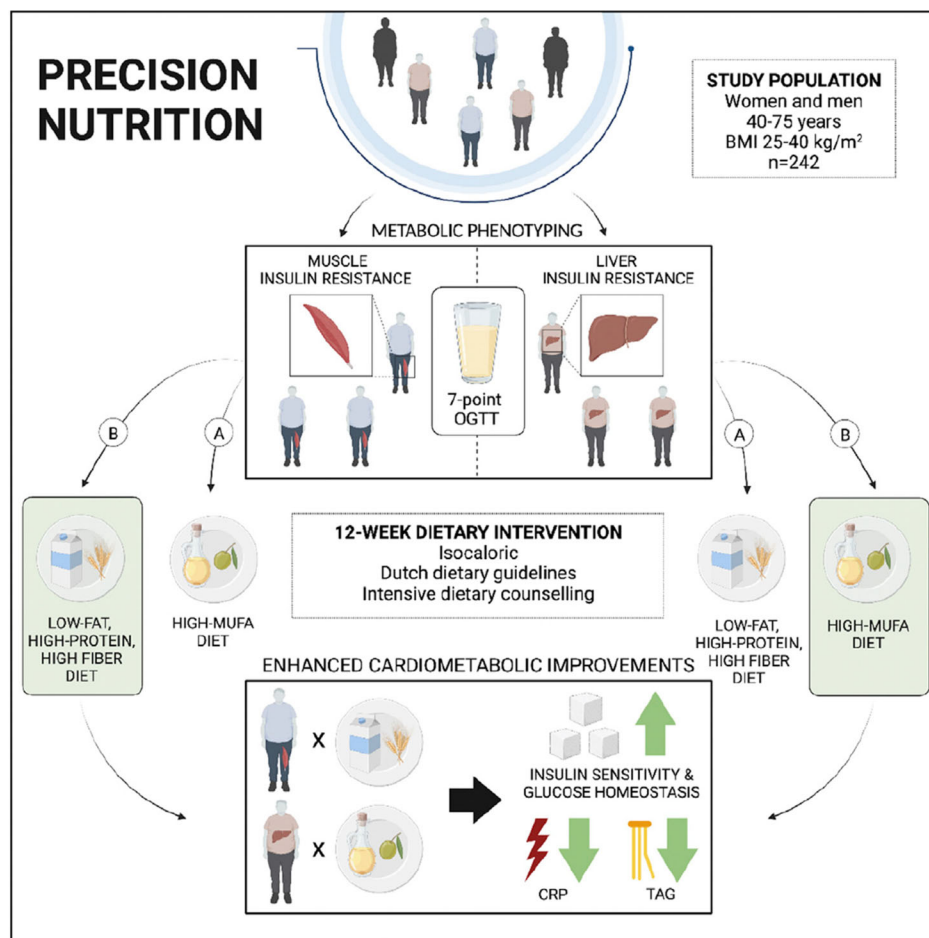 PRECISION
NUTRITION
STUDY POPULATION
Women and men
40-75 years
BMI 25-40 kg/m²
n=242
METABOLIC PHENOTYPING
MUSCLE
INSULIN RESISTANCE
LIVER
INSULIN RESISTANCE
7-point
OGTT
B
A
A
B
LOW-FAT,
HIGH-PROTEIN,
HIGH FIBER
DIET
HIGH-MUFA
DIET
12-WEEK DIETARY INTERVENTION
Isocaloric
Dutch dietary guidelines
Intensive dietary counselling
LOW-FAT,
HIGH-PROTEIN,
HIGH FIBER
DIET
HIGH-MUFA
DIET
ENHANCED CARDIOMETABOLIC IMPROVEMENTS
X
X
INSULIN SENSITIVITY &
GLUCOSE HOMEOSTASIS
CRP
TAG